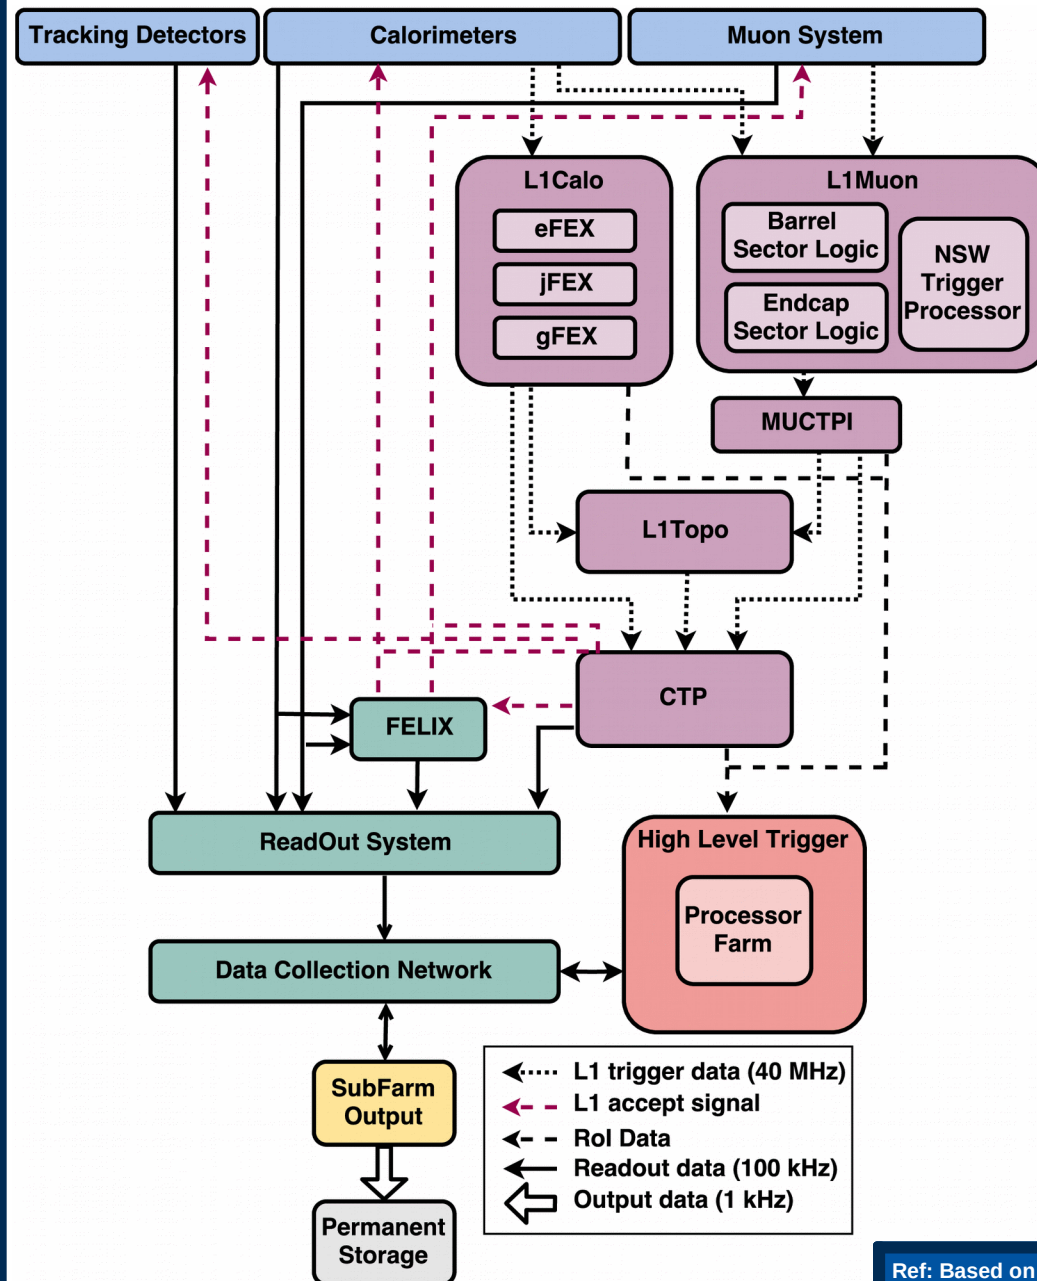 Tracking Detectors
Calorimeters
Muon System
L1Calo
eFEX
jFEX
gFEX
L1Muon
Barrel
Sector Logic
Endcap
Sector Logic
NSW
Trigger
Processor
MUCTPI
L1Topo
CTP
FELIX
ReadOut System
High Level Trigger
Processor
Farm
Data Collection Network
SubFarm
Output
Permanent
Storage
L1 trigger data (40 MHz)
L1 accept signal
RoI Data
Readout data (100 kHz)
Output data (1 kHz)
Ref: Based on